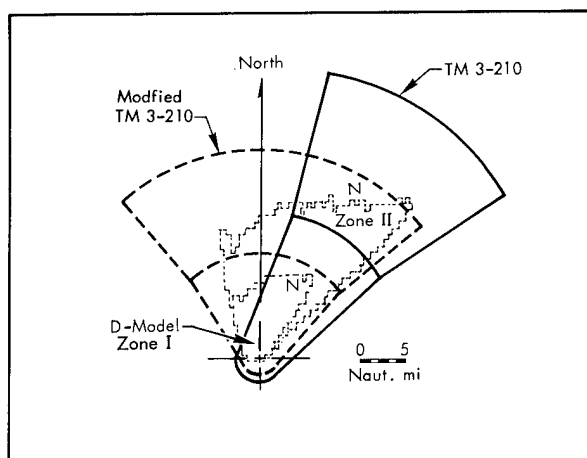 North
TM 3-210
Modfied
TM 3-210
N
Zone II
N
D-Model
Zone I
0 5
Naut. mi